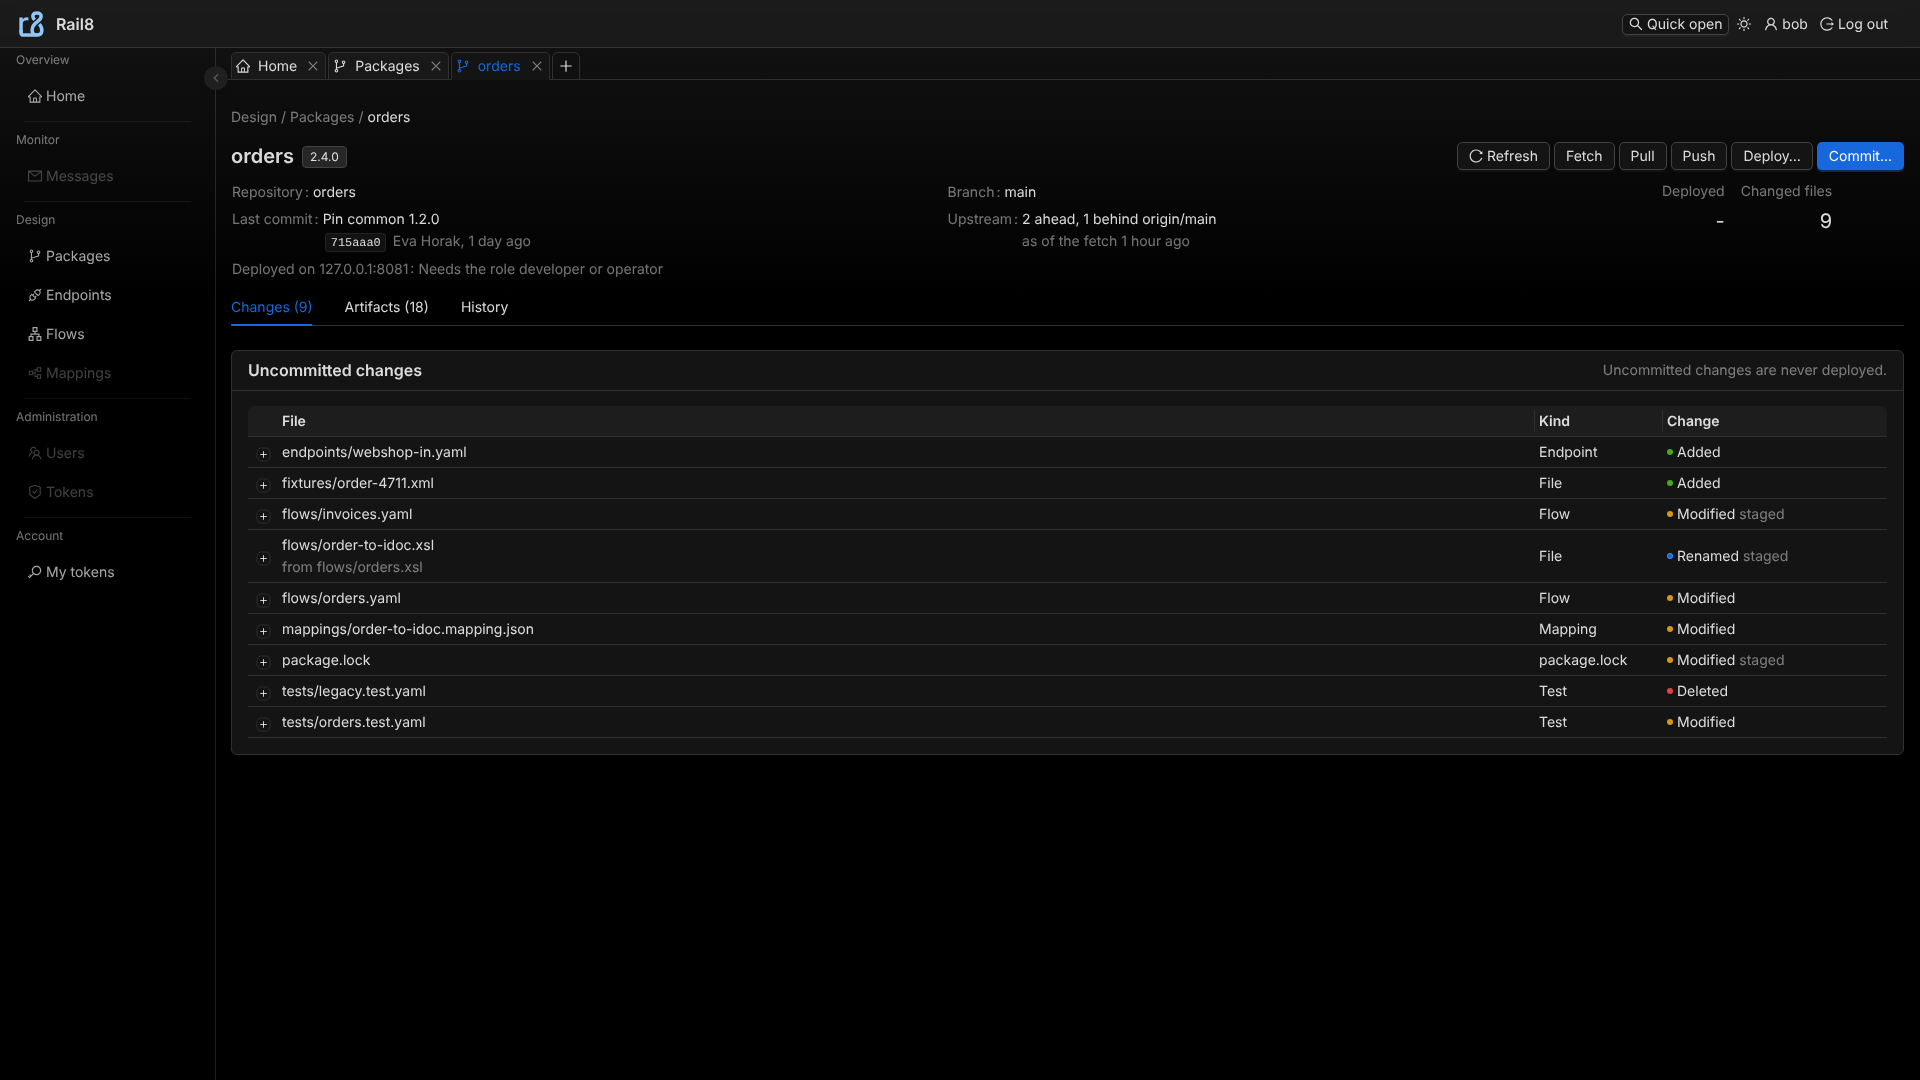 Rail8
Quick open
bob
Log out
Overview
Home
Monitor
Messages
Design
Packages
Endpoints
Flows
Mappings
Administration
Users
Tokens
Account
My tokens
Home
Packages
orders
Design / Packages / orders
orders 2.4.0
Refresh
Fetch
Pull
Push
Deploy...
Commit...
Repository: orders
Branch: main
Deployed
-
Changed files
9
Last commit: Pin common 1.2.0
715aaa0 Eva Horak, 1 day ago
Upstream: 2 ahead, 1 behind origin/main
as of the fetch 1 hour ago
Deployed on 127.0.0.1:8081: Needs the role developer or operator
Changes (9)
Artifacts (18)
History
Uncommitted changes
Uncommitted changes are never deployed.
File Kind Change
endpoints/webshop-in.yaml Endpoint Added
fixtures/order-4711.xml File Added
flows/invoices.yaml Flow Modified staged
flows/order-to-idoc.xsl
from flows/orders.xsl File Renamed staged
flows/orders.yaml Flow Modified
mappings/order-to-idoc.mapping.json Mapping Modified
package.lock package.lock Modified staged
tests/legacy.test.yaml Test Deleted
tests/orders.test.yaml Test Modified